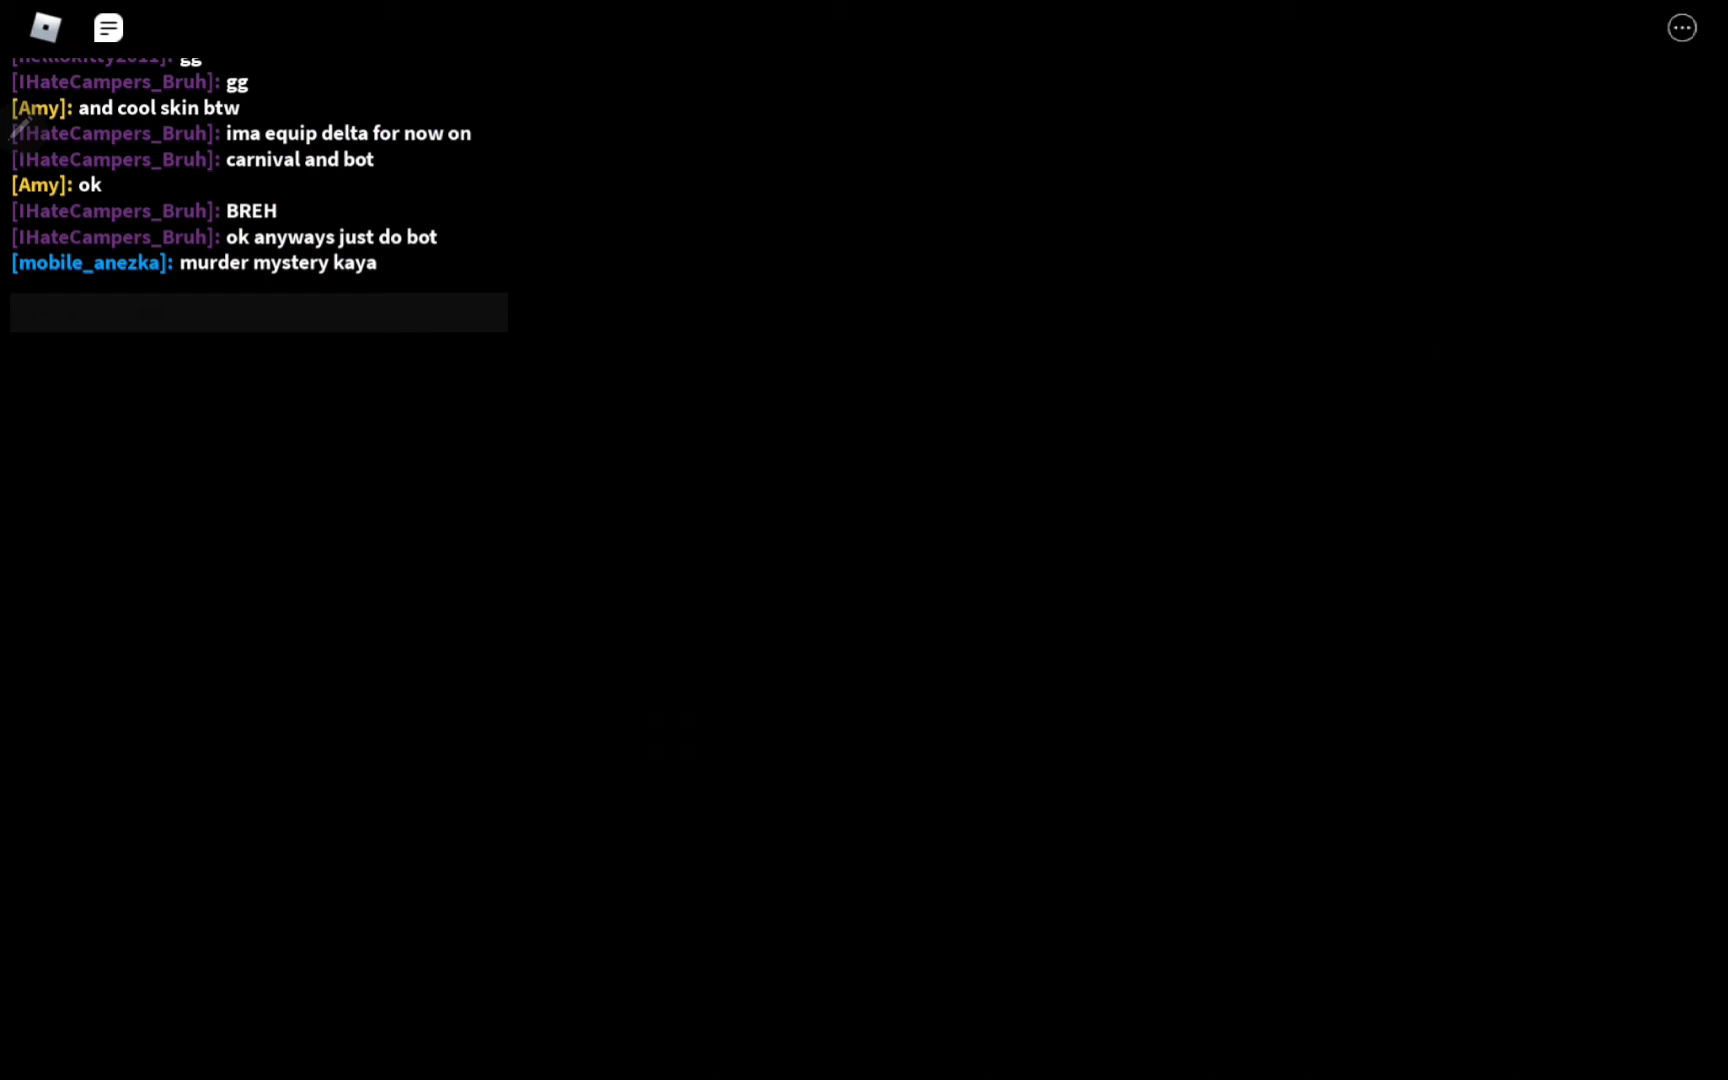 gg
[IHateCampers_Bruh]: gg
[Amy]: and cool skin btw
[IHateCampers_Bruh]: ima equip delta for now on
[IHateCampers_Bruh]: carnival and bot
[Amy]: ok
[IHateCampers_Bruh]: BREH
[IHateCampers_Bruh]: ok anyways just do bot
[mobile_anezka]: murder mystery kaya